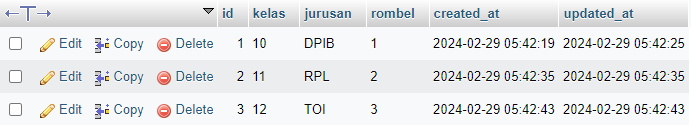 id kelas jurusan rombel created_at updated_at
Edit Copy Delete 1 10 DPIB 1 2024-02-29 05:42:19 2024-02-29 05:42:25
Edit Copy Delete 2 11 RPL 2 2024-02-29 05:42:35 2024-02-29 05:42:35
Edit Copy Delete 3 12 TOI 3 2024-02-29 05:42:43 2024-02-29 05:42:43